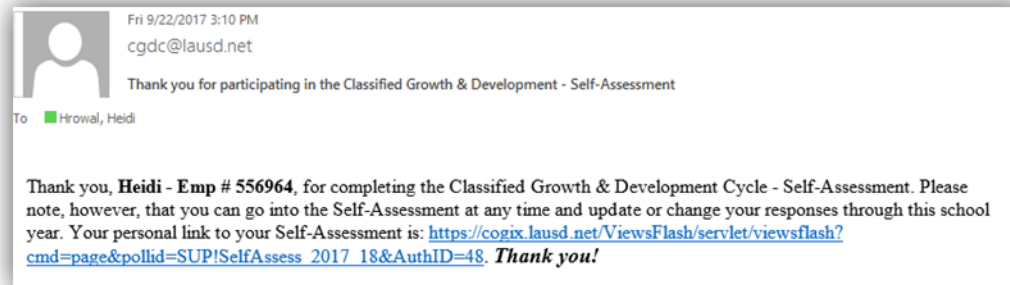 Fri 9/22/2017 3:10 PM
cgdc@lausd.net
Thank you for participating in the Classified Growth & Development - Self-Assessment
To Hrowal, Heidi
Thank you, Heidi - Emp # 556964, for completing the Classified Growth & Development Cycle - Self-Assessment. Please
note, however, that you can go into the Self-Assessment at any time and update or change your responses through this school
year. Your personal link to your Self-Assessment is: https://cogix.lausd.net/ViewsFlash/servlet/viewsflash?
cmd=page&pollid=SUP!SelfAssess_2017_18&AuthID=48. Thank you!